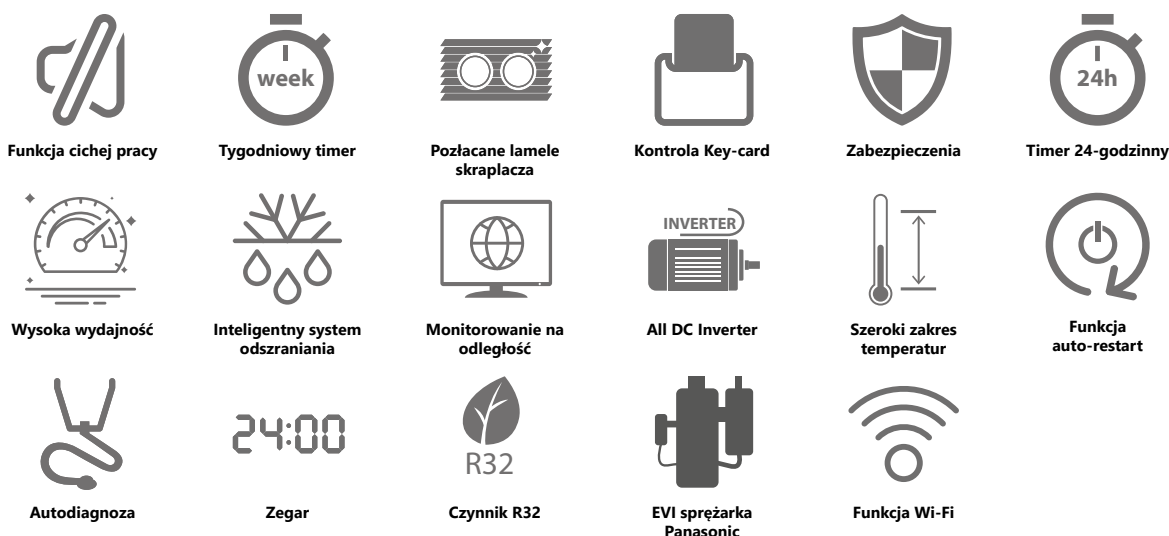 week
24h
Funkcja cichej pracy
Tygodniowy timer
Pozłacane lamele
skraplacza
Kontrola Key-card
Zabezpieczenia
Timer 24-godzinny
INVERTER
Wysoka wydajność
Inteligentny system
odszraniania
Monitorowanie na
odległość
All DC Inverter
Szeroki zakres
temperatur
Funkcja
auto-restart
24:00
R32
Autodiagnoza
Zegar
Czynnik R32
EVI sprężarka
Panasonic
Funkcja Wi-Fi